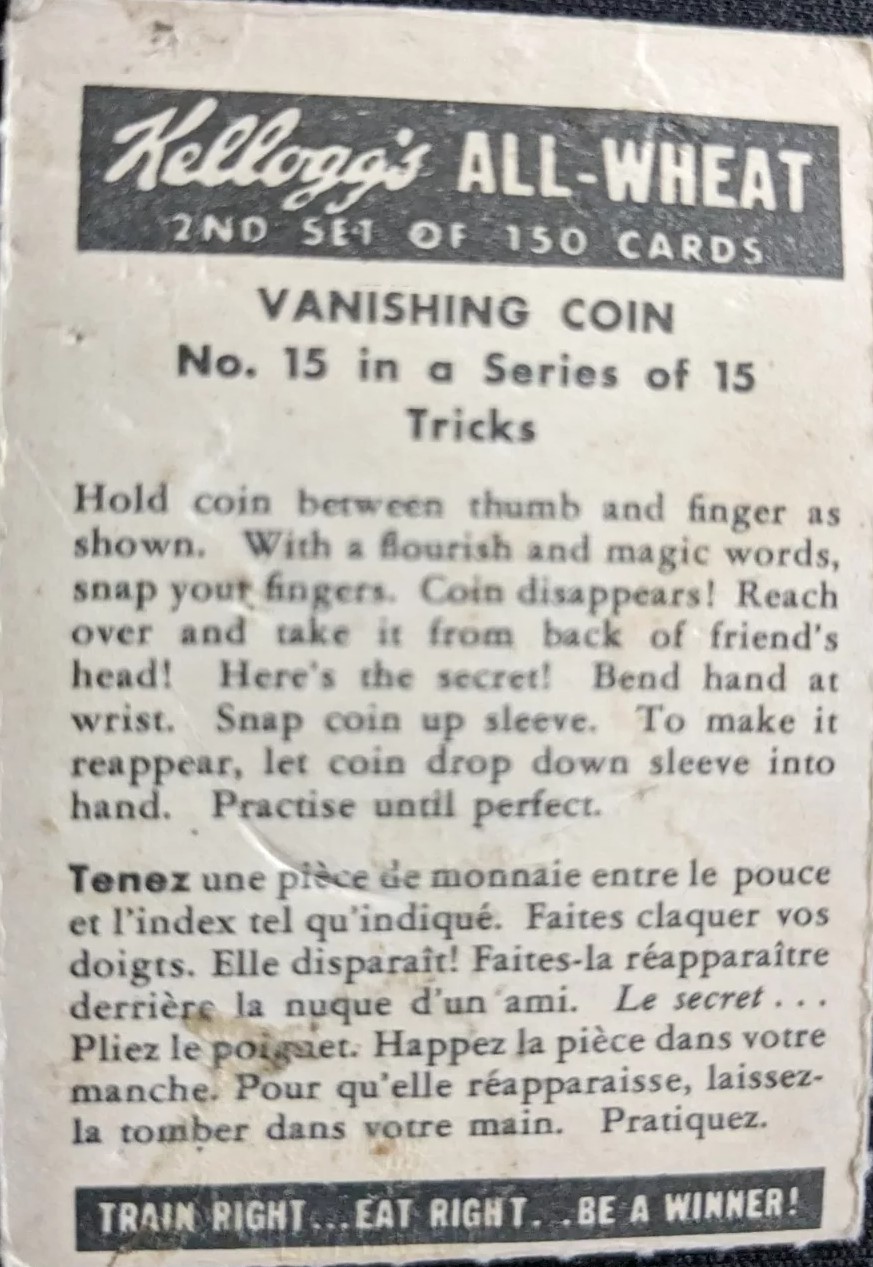 Kellogg's ALL-WHEAT
2ND SET OF 150 CARDS
VANISHING COIN
No. 15 in a Series of 15
Tricks
Hold coin between thumb and finger as
shown. With a flourish and magic words,
snap your fingers. Coin disappears! Reach
over and take it from back of friend's
head! Here's the secret! Bend hand at
wrist. Snap coin up sleeve. To make it
reappear, let coin drop down sleeve into
hand. Practise until perfect.
Tenez une pièce de monnaie entre le pouce
et l'index tel qu'indiqué. Faites claquer vos
doigts. Elle disparaît! Faites-la réapparaître
derrière la nuque d'un ami. Le secret . . .
Pliez le poignet. Happez la pièce dans votre
manche. Pour qu'elle réapparaisse, laissez-
la tomber dans votre main. Pratiquez.
TRAIN RIGHT...EAT RIGHT...BE A WINNER!